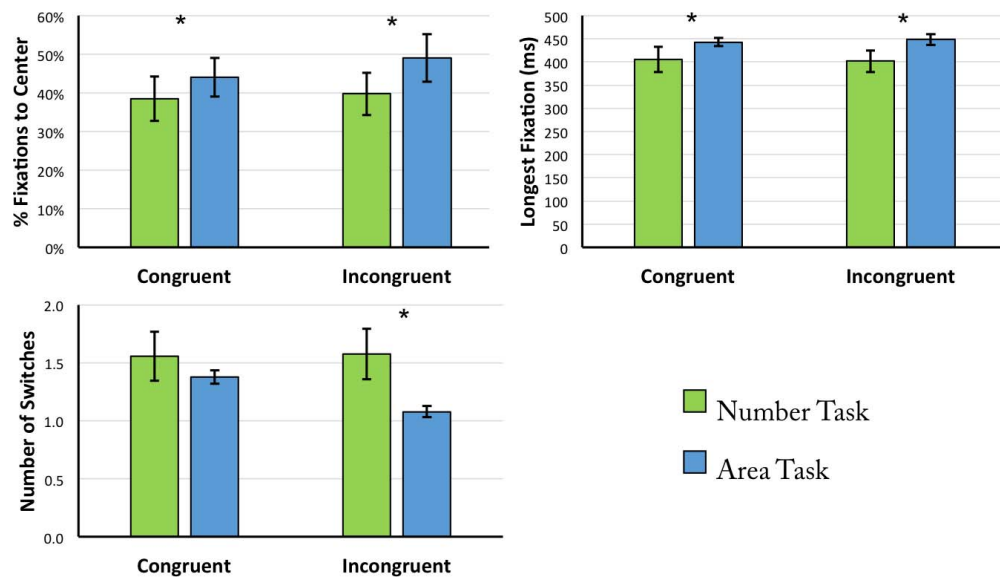 % Fixations to Center
60%
50%
40%
30%
20%
10%
0%
*
*
Congruent
Incongruent
Longest Fixation (ms)
500
450
400
350
300
250
200
150
100
50
0
*
*
Congruent
Incongruent
Number of Switches
2.0
1.5
1.0
0.5
0.0
*
Congruent
Incongruent
Number Task
Area Task